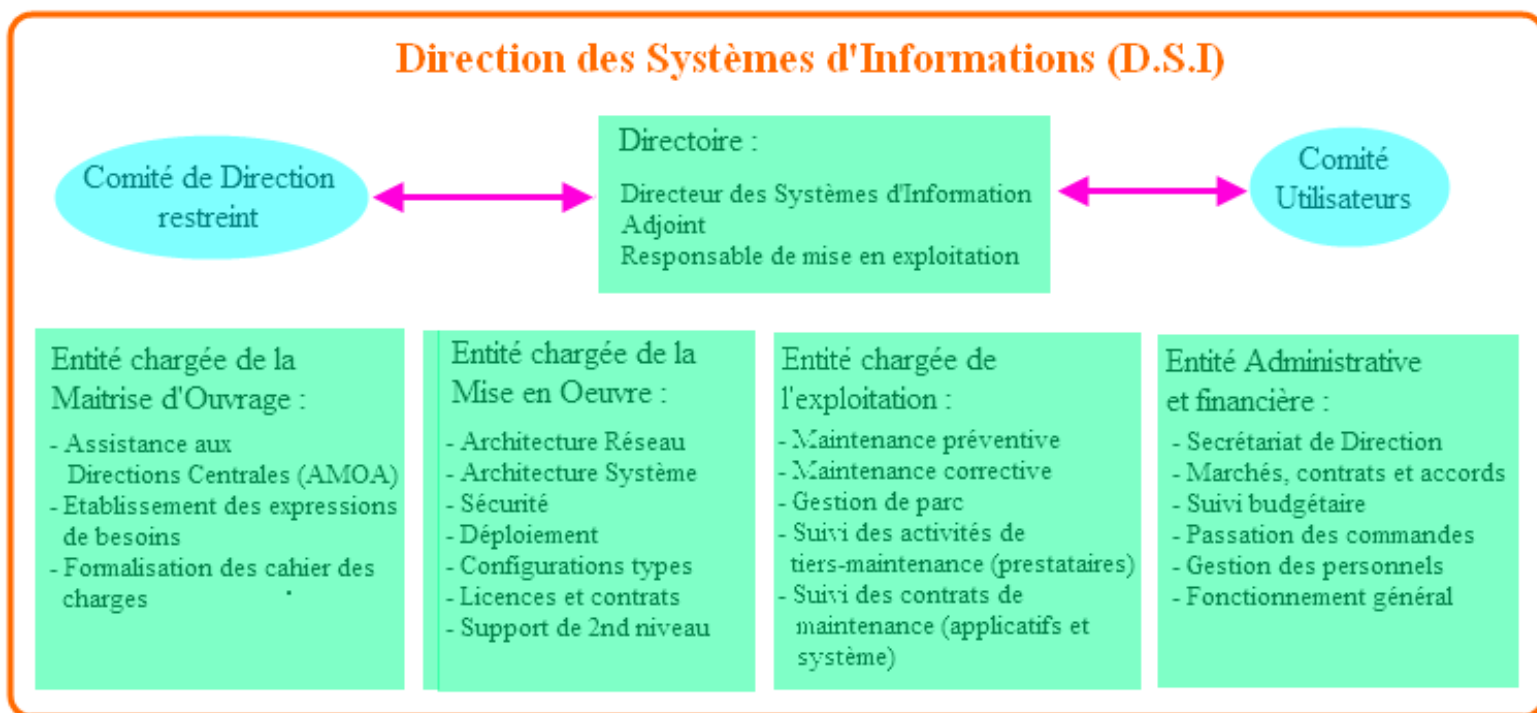 Direction des Systèmes d'Informations (D.S.I)
Comité de Direction
restreint
Directoire :
Directeur des Systèmes d'Information
Adjoint
Responsable de mise en exploitation
Comité
Utilisateurs
Entité chargée de la
Maitrise d'Ouvrage :
- Assistance aux
Directions Centrales (AMOA)
- Etablissement des expressions
de besoins
- Formalisation des cahier des
charges
Entité chargée de la
Mise en Oeuvre :
- Architecture Réseau
- Architecture Système
- Sécurité
- Déploiement
- Configurations types
- Licences et contrats
- Support de 2nd niveau
Entité chargée de
l'exploitation :
- Maintenance préventive
- Maintenance corrective
- Gestion de parc
- Suivi des activités de
tiers-maintenance (prestataires)
- Suivi des contrats de
maintenance (applicatifs et
système)
Entité Administrative
et financière :
- Secrétariat de Direction
- Marchés, contrats et accords
- Suivi budgétaire
- Passation des commandes
- Gestion des personnels
- Fonctionnement général